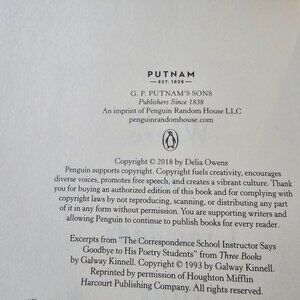 PUTNAM
— EST. 1838 —
G. P. PUTNAM'S SONS
Publishers Since 1838
An imprint of Penguin Random House LLC
penguinrandomhouse.com
Copyright © 2018 by Delia Owens
Penguin supports copyright. Copyright fuels creativity, encourages
diverse voices, promotes free speech, and creates a vibrant culture. Thank
you for buying an authorized edition of this book and for complying with
copyright laws by not reproducing, scanning, or distributing any part
of it in any form without permission. You are supporting writers and
allowing Penguin to continue to publish books for every reader.
Excerpts from "The Correspondence School Instructor Says
Goodbye to His Poetry Students" from Three Books
by Galway Kinnell. Copyright © 1993 by Galway Kinnell.
Reprinted by permission of Houghton Mifflin
Harcourt Publishing Company. All rights reserved.